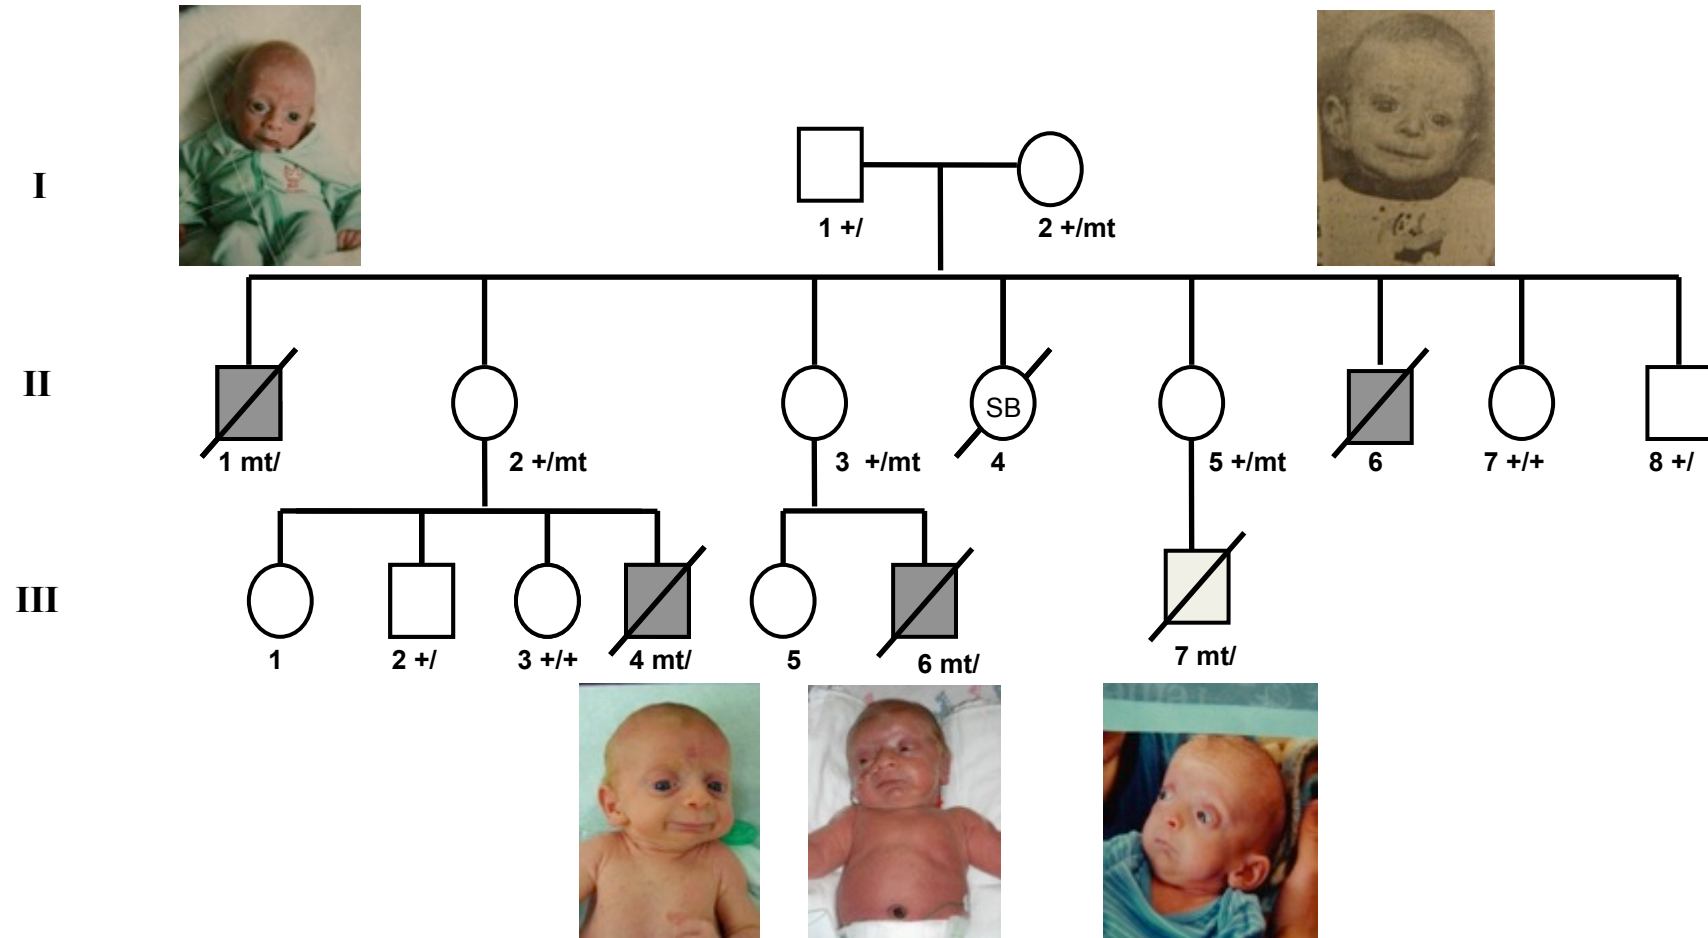 I
1 +/
2 +/mt
II
SB
1 mt/
2 +/mt
3 +/mt
4
5 +/mt
6
7 +/+
8 +/
III
1
2 +/
3 +/+
4 mt/
5
6 mt/
7 mt/